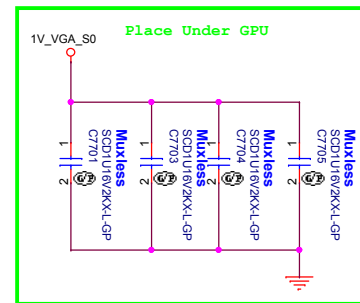 Place Under GPU
1V_VGA_S0
1
2
Muxless
SCD1U16V2KX-L-GP
C7701
G/P
1
2
Muxless
SCD1U16V2KX-L-GP
C7703
G/P
1
2
Muxless
SCD1U16V2KX-L-GP
C7704
G/P
1
2
Muxless
SCD1U16V2KX-L-GP
C7705
G/P